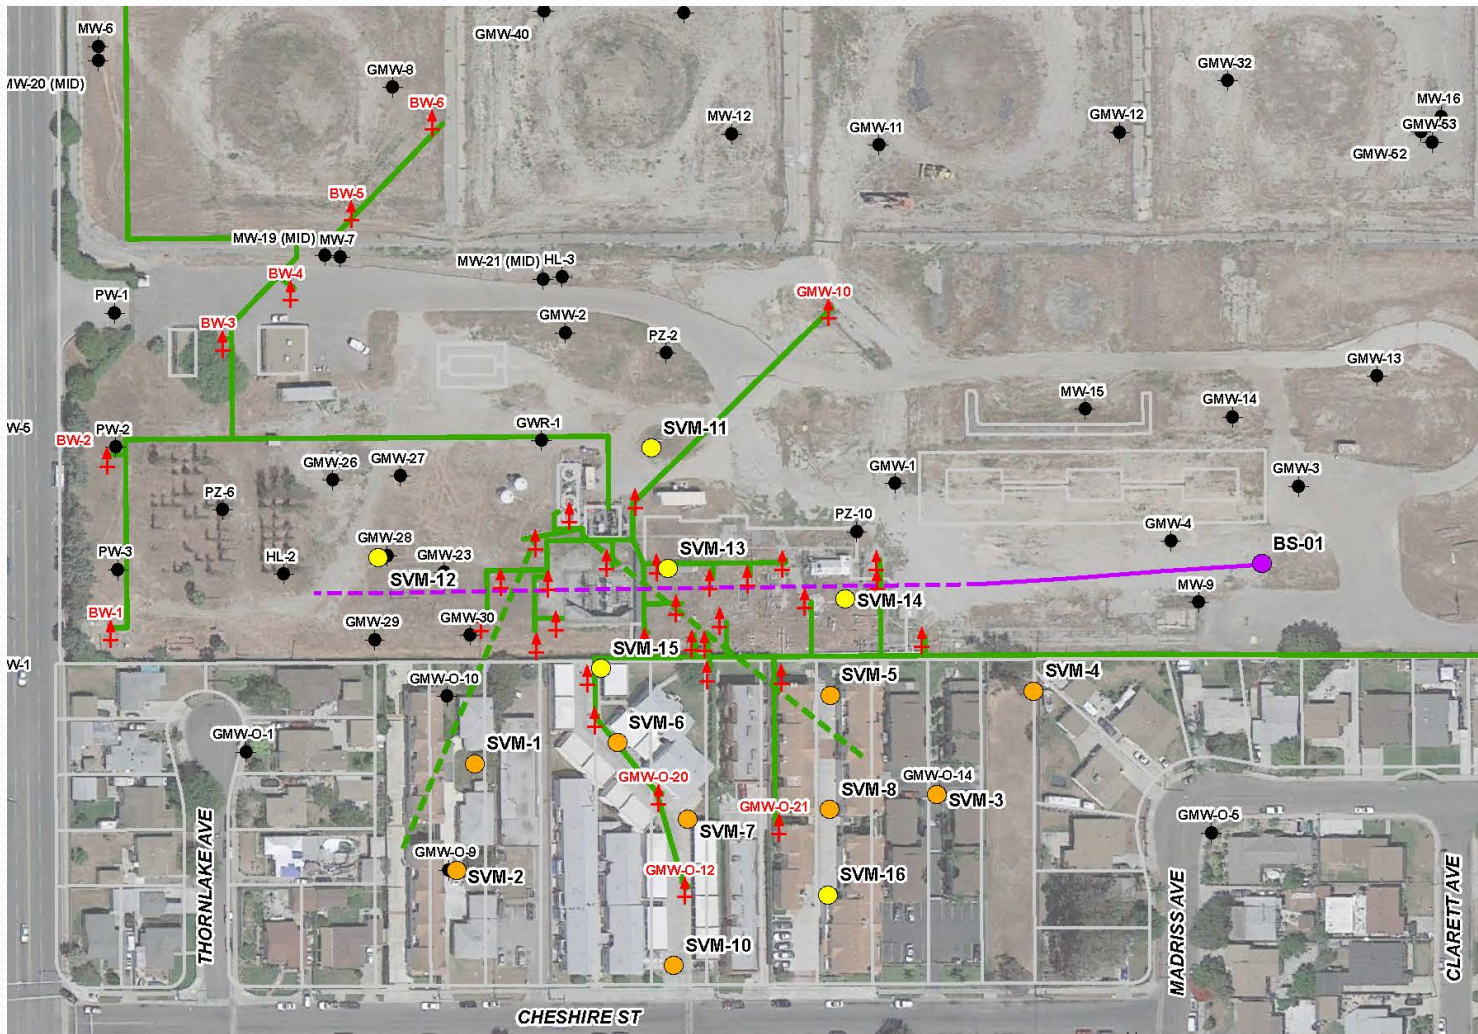 MW-6
GMW-40
MW-20 (MID)
GMW-8
BW-6
GMW-32
MW-12
GMW-11
GMW-12
MW-16
GMW-53
GMW-52
BW-5
MW-19 (MID)
MW-7
BW-4
MW-21 (MID)
HL-3
PW-1
GMW-10
BW-3
GMW-2
PZ-2
GMW-13
MW-15
GMW-14
W-5
PW-2
BW-2
GWR-1
SVM-11
GMW-26
GMW-27
GMW-1
GMW-3
PZ-6
PZ-10
GMW-4
GMW-28
SVM-13
BS-01
PW-3
HL-2
GMW-23
SVM-12
MW-9
SVM-14
BW-1
GMW-29
GMW-30
SVM-15
W-1
GMW-O-10
SVM-5
SVM-4
GMW-O-1
SVM-6
SVM-1
GMW-O-20
GMW-O-14
SVM-8
SVM-3
GMW-O-21
SVM-7
GMW-O-5
GMW-O-9
SVM-2
GMW-O-12
SVM-16
THORNLAKE AVE
MADRISS AVE
CLARETT AVE
SVM-10
CHESHIRE ST